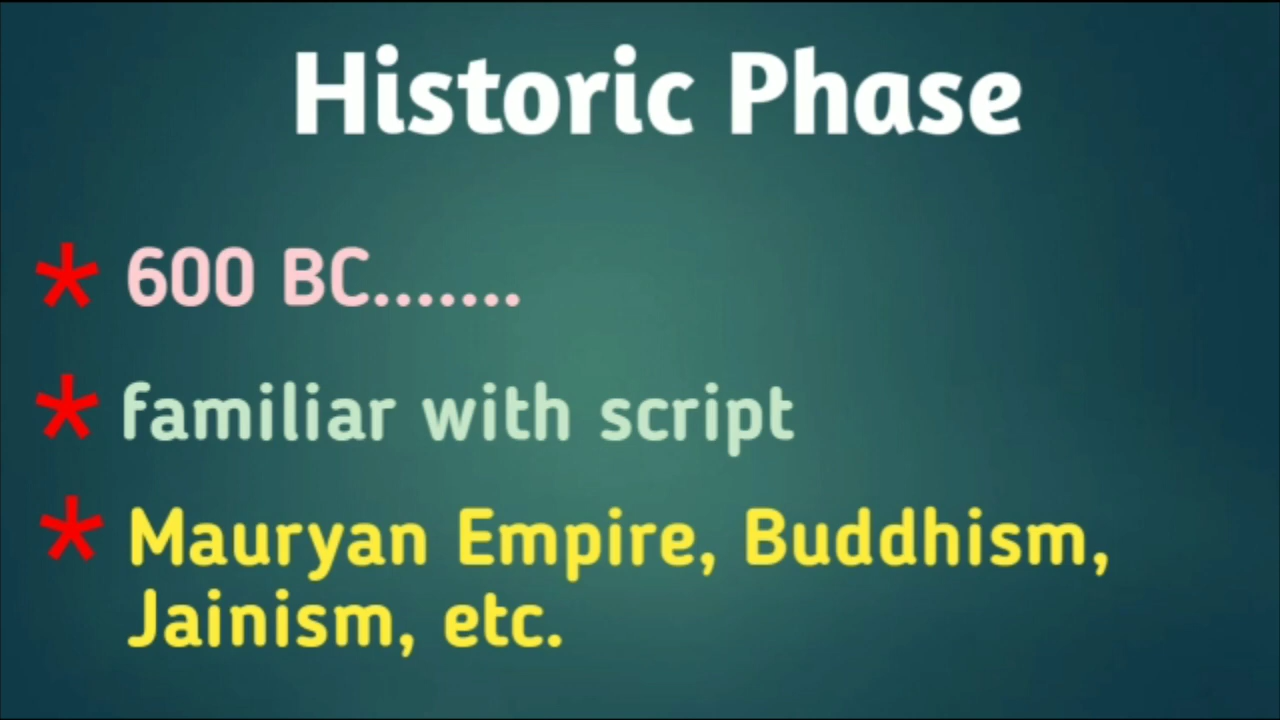 Historic Phase
* 600 BC.......
* familiar with script
* Mauryan Empire, Buddhism,
Jainism, etc.